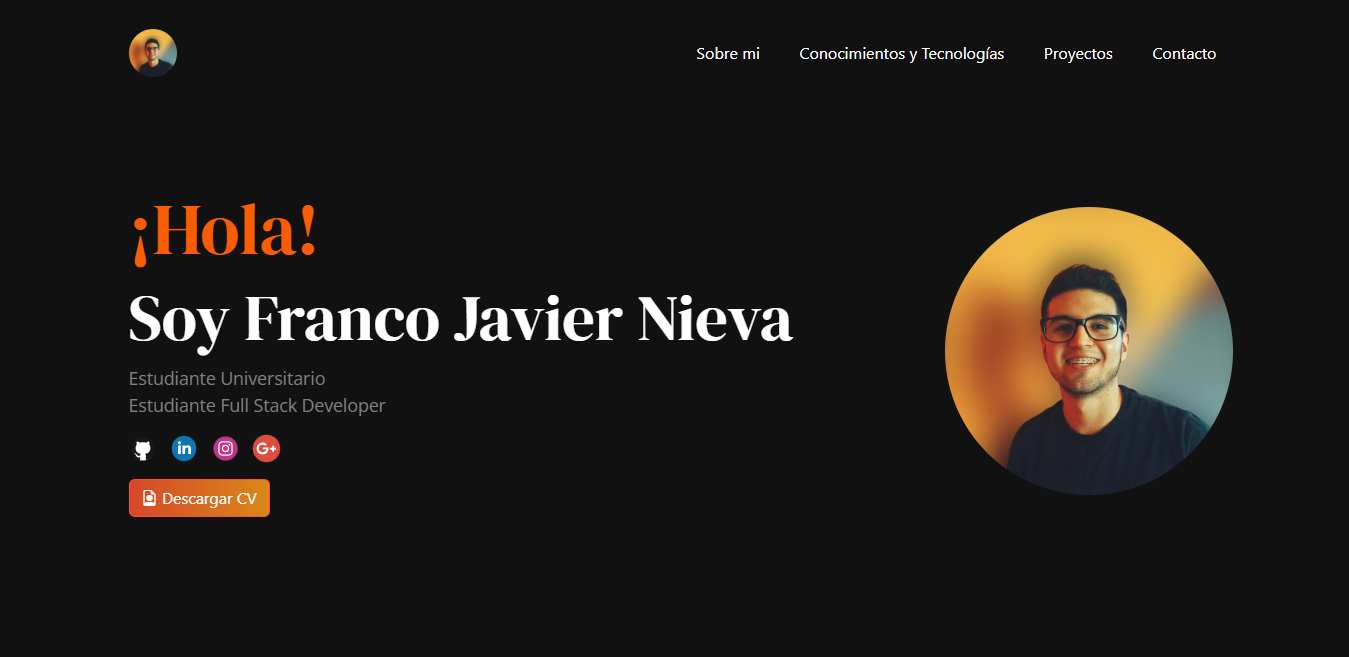 Sobre mi
Conocimientos y Tecnologías
Proyectos
Contacto
¡Hola!
Soy Franco Javier Nieva
Estudiante Universitario
Estudiante Full Stack Developer
in
G+
Descargar CV